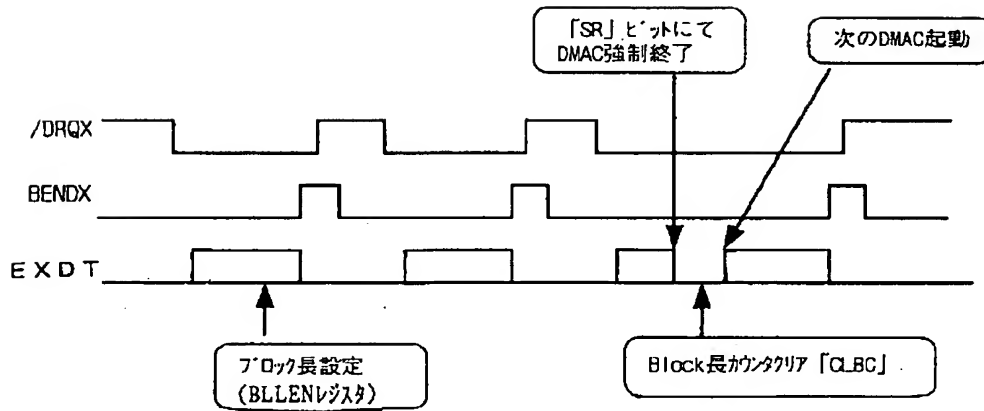 「SR」ビットにて
DMAC強制終了
次のDMAC起動
/DRQX
BENDX
EXDT
ブロック長設定
(BLLENレジスタ)
Block長カウンタクリア「CLBC」